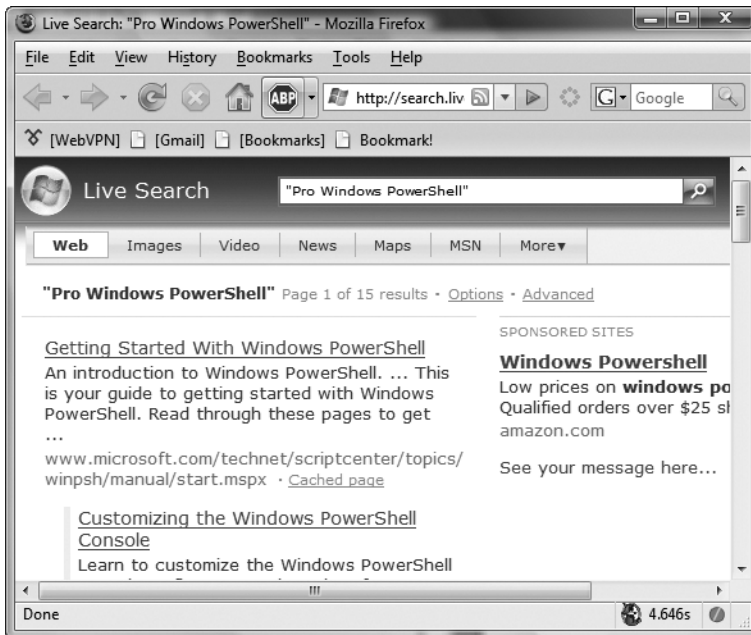 Live Search: "Pro Windows PowerShell" - Mozilla Firefox
File Edit View History Bookmarks Tools Help
ABP http://search.liv G Google
[WebVPN] [Gmail] [Bookmarks] Bookmark!
Live Search "Pro Windows PowerShell"
Web Images Video News Maps MSN More▼
"Pro Windows PowerShell" Page 1 of 15 results · Options · Advanced
Getting Started With Windows PowerShell
An introduction to Windows PowerShell. ... This
is your guide to getting started with Windows
PowerShell. Read through these pages to get
...
www.microsoft.com/technet/scriptcenter/topics/
winpsh/manual/start.mspx · Cached page
Customizing the Windows PowerShell
Console
Learn to customize the Windows PowerShell
SPONSORED SITES
Windows Powershell
Low prices on windows po
Qualified orders over $25 sh
amazon.com
See your message here...
Done 4.646s